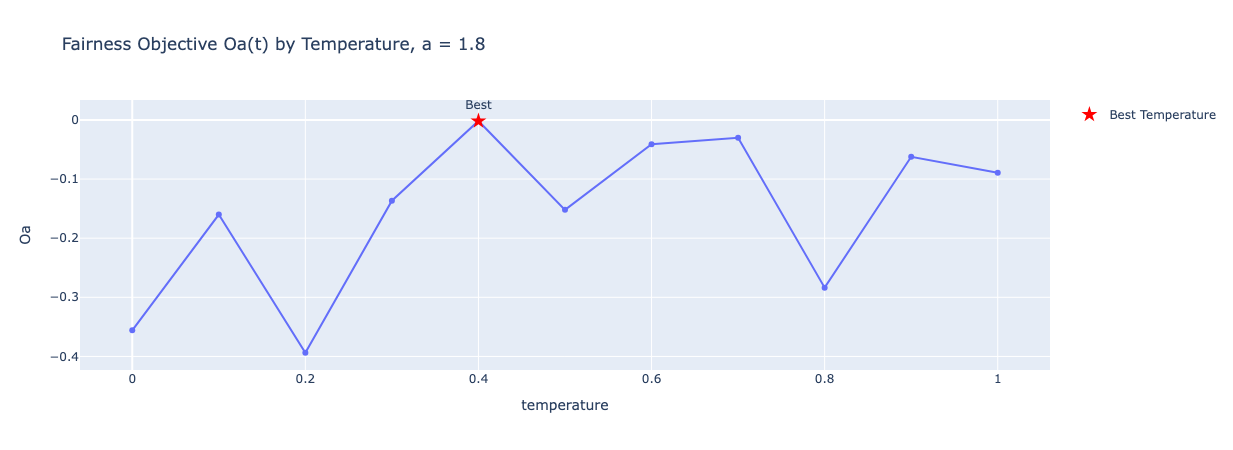 Fairness Objective Oa(t) by Temperature, a = 1.8
Best
Best Temperature
0
−0.1
−0.2
−0.3
−0.4
Oa
0
0.2
0.4
0.6
0.8
1
temperature